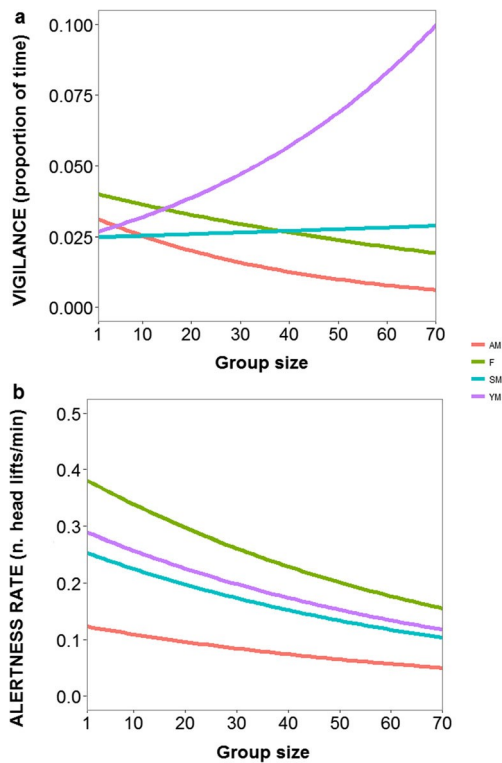 a
VIGILANCE (proportion of time)
0.100
0.075
0.050
0.025
0.000
1 10 20 30 40 50 60 70
Group size
AM
F
SM
YM
b
ALERTNESS RATE (n. head lifts/min)
0.5
0.4
0.3
0.2
0.1
0.0
1 10 20 30 40 50 60 70
Group size